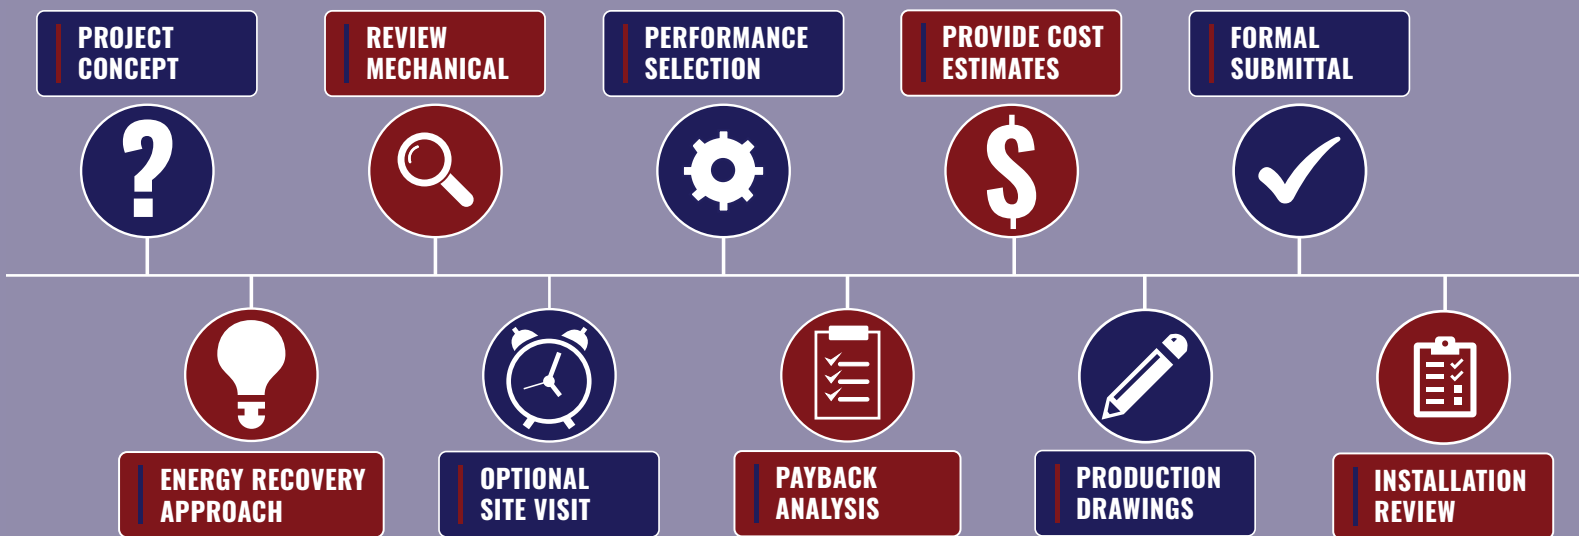 PROJECT
CONCEPT
REVIEW
MECHANICAL
PERFORMANCE
SELECTION
PROVIDE COST
ESTIMATES
FORMAL
SUBMITTAL
?
$
ENERGY RECOVERY
APPROACH
OPTIONAL
SITE VISIT
PAYBACK
ANALYSIS
PRODUCTION
DRAWINGS
INSTALLATION
REVIEW